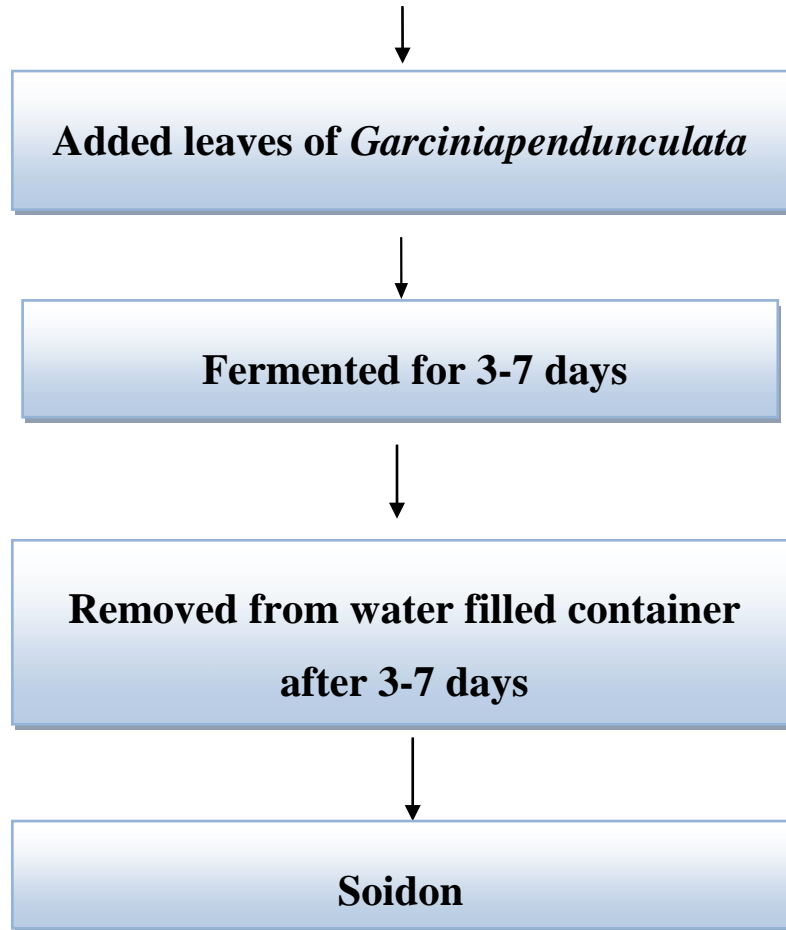 Added leaves of Garciniapendunculata
Fermented for 3-7 days
Removed from water filled container
after 3-7 days
Soidon